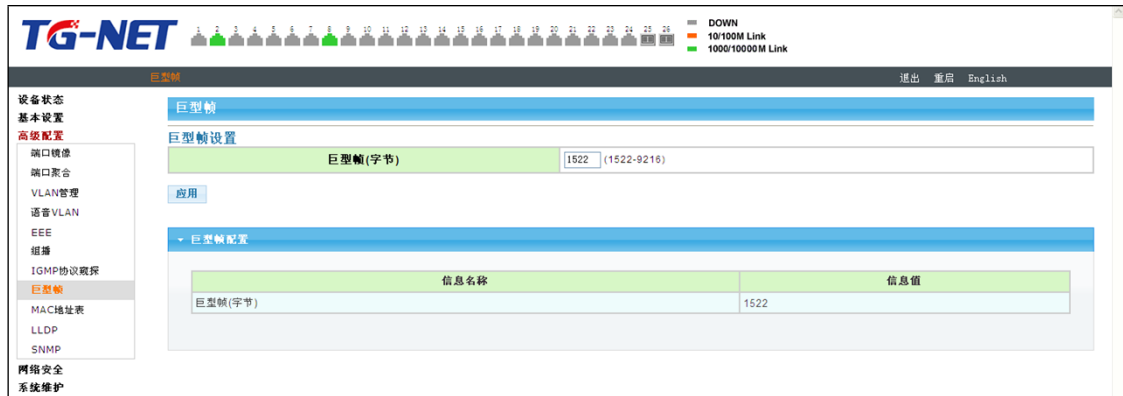 TG-NET
1 2 3 4 5 6 7 8 9 10 11 12 13 14 15 16 17 18 19 20 21 22 23 24 25 26
DOWN
10/100M Link
1000/10000M Link
巨型帧
退出 重启 English
设备状态
基本设置
高级配置
端口镜像
端口聚合
VLAN管理
语音VLAN
EEE
组播
IGMP协议窥探
巨型帧
MAC地址表
LLDP
SNMP
网络安全
系统维护
巨型帧
巨型帧设置
巨型帧(字节) 1522 (1522-9216)
应用
巨型帧配置
信息名称 信息值
巨型帧(字节) 1522